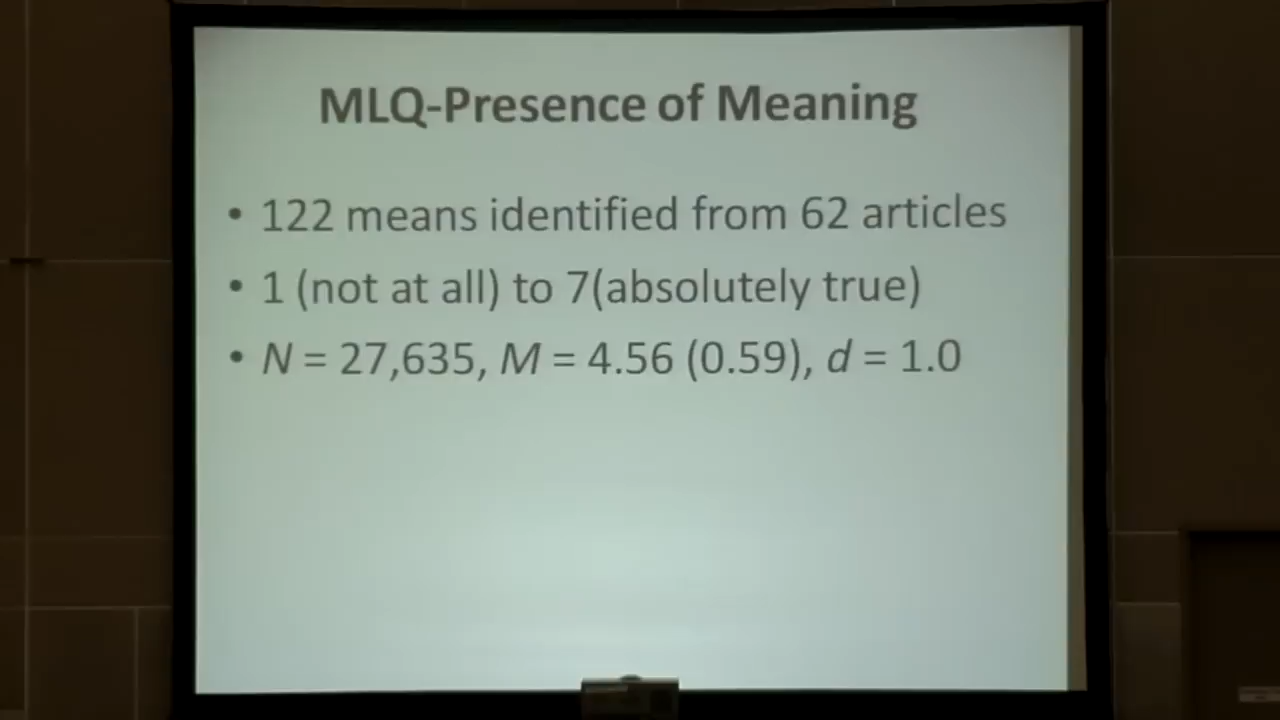 MLQ-Presence of Meaning
• 122 means identified from 62 articles
• 1 (not at all) to 7(absolutely true)
• N = 27,635, M = 4.56 (0.59), d = 1.0